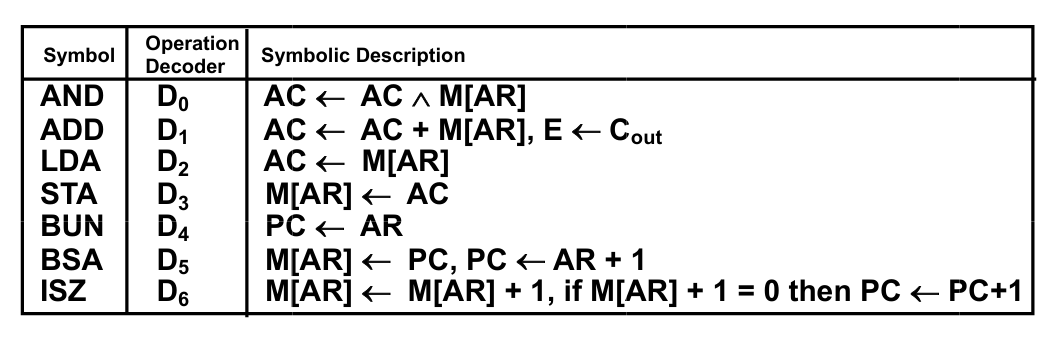 Symbol Operation Decoder Symbolic Description
AND D0 AC ← AC ∧ M[AR]
ADD D1 AC ← AC + M[AR], E ← Cout
LDA D2 AC ← M[AR]
STA D3 M[AR] ← AC
BUN D4 PC ← AR
BSA D5 M[AR] ← PC, PC ← AR + 1
ISZ D6 M[AR] ← M[AR] + 1, if M[AR] + 1 = 0 then PC ← PC+1